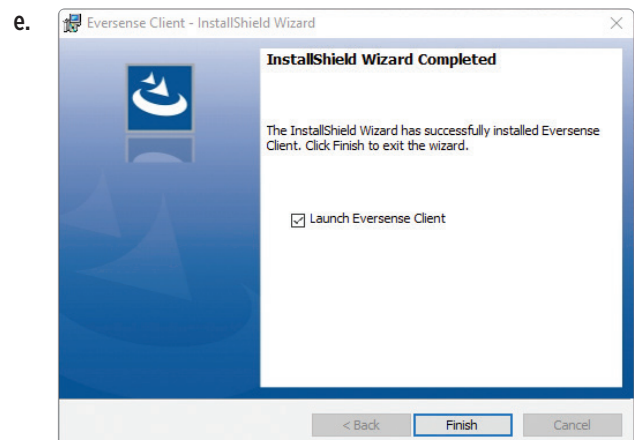 e.
Eversense Client - InstallShield Wizard
InstallShield Wizard Completed
The InstallShield Wizard has successfully installed Eversense
Client. Click Finish to exit the wizard.
Launch Eversense Client
< Back Finish Cancel